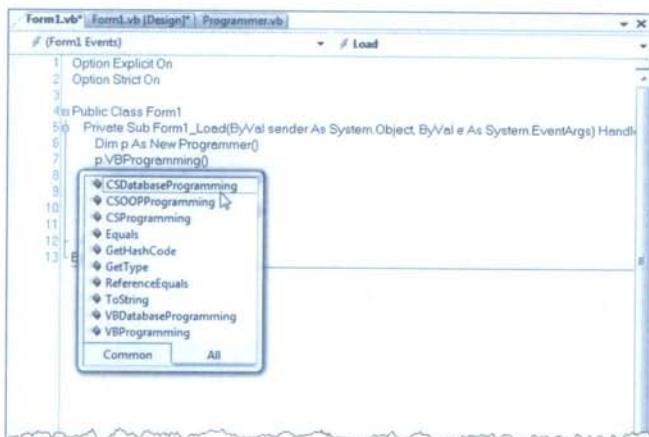 Form1.vb* Form1.vb [Design]* Programmer.vb
(Form1 Events) Load
1 Option Explicit On
2 Option Strict On
3
4 Public Class Form1
5 Private Sub Form1_Load(ByVal sender As System.Object, ByVal e As System.EventArgs) Handl
6 Dim p As New Programmer()
7 p.VBProgramming()
8
9
10
11
12
13 E
CSDatabaseProgramming
CSOOPProgramming
CSProgramming
Equals
GetHashCode
GetType
ReferenceEquals
ToString
VBDatabaseProgramming
VBProgramming
Common All